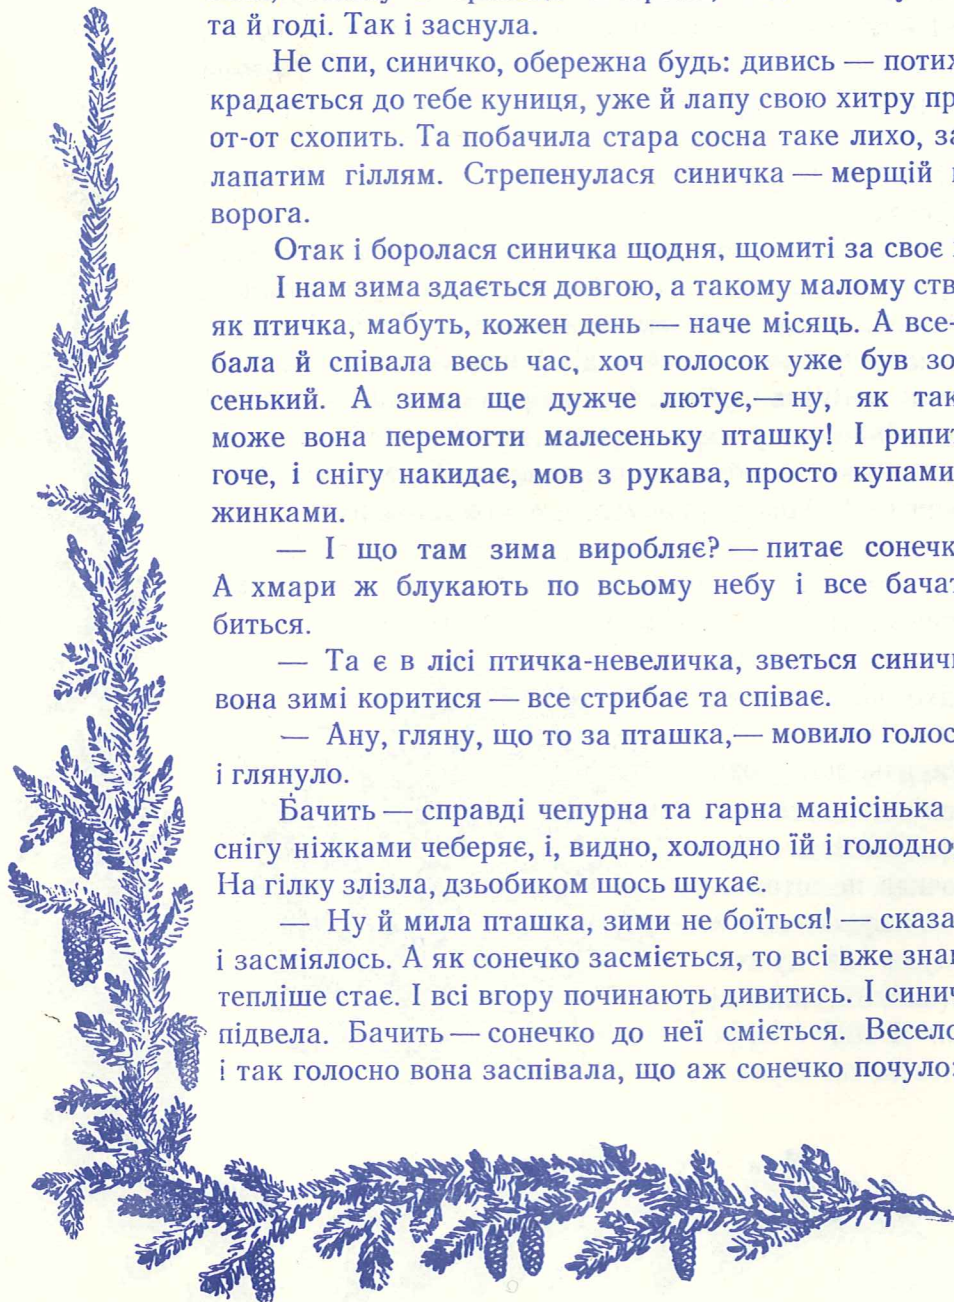 та й годі. Так і заснула.
Не спи, синичко, обережна будь: дивись — потих
крадається до тебе куниця, уже й лапу свою хитру пр
от-от схопить. Та побачила стара сосна таке лихо, за
лапатим гіллям. Стрепенулася синичка — мерщій
ворога.
Отак і боролася синичка щодня, щомиті за своє
І нам зима здається довгою, а такому малому ств
як птичка, мабуть, кожен день — наче місяць. А все-
бала й співала весь час, хоч голосок уже був зо
сенький. А зима ще дужче лютує,— ну, як так
може вона перемогти малесеньку пташку! І рипит
гоче, і снігу накидає, мов з рукава, просто купами
жинками.
— І що там зима виробляє? — питає сонечк
А хмари ж блукають по всьому небу і все бачат
биться.
— Та є в лісі птичка-невеличка, зветься синичк
вона зимі коритися — все стрибає та співає.
— Ану, гляну, що то за пташка,— мовило голос
і глянуло.
Бачить — справді чепурна та гарна манісінька
снігу ніжками чеберяє, і, видно, холодно їй і голодно
На гілку злізла, дзьобиком щось шукає.
— Ну й мила пташка, зими не боїться! — сказа
і засміялось. А як сонечко засміється, то всі вже знаю
тепліше стає. І всі вгору починають дивитись. І синич
підвела. Бачить — сонечко до неї сміється. Весело
і так голосно вона заспівала, що аж сонечко почуло: